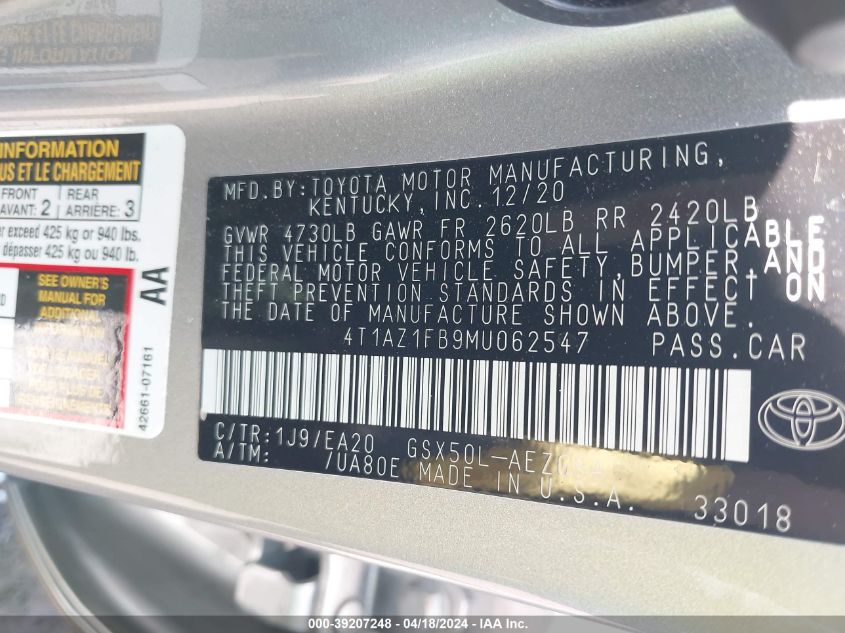 INFORMATION
US ET LE CHARGEMENT
FRONT
AVANT: 2
REAR
ARRIÈRE: 3
exceed 425 kg or 940 lbs.
dépasser 425 kg ou 940 lb.
SEE OWNER'S
MANUAL FOR
ADDITIONAL
AA
42661-07161
MFD. BY: TOYOTA MOTOR MANUFACTURING,
KENTUCKY, INC. 12/20
GVWR 4730LB GAWR FR 2620LB RR 2420LB
THIS VEHICLE CONFORMS TO ALL APPLICABLE
FEDERAL MOTOR VEHICLE SAFETY, BUMPER, AND
THEFT PREVENTION STANDARDS IN EFFECT ON
THE DATE OF MANUFACTURE SHOWN ABOVE.
4T1AZ1FB9MU062547 PASS.CAR
C/TR: 1J9/EA20 GSX50L-
A/TM: /UA80E MADE IN U.S.A.
33018
000-39207248 - 04/18/2024 - IAA Inc.